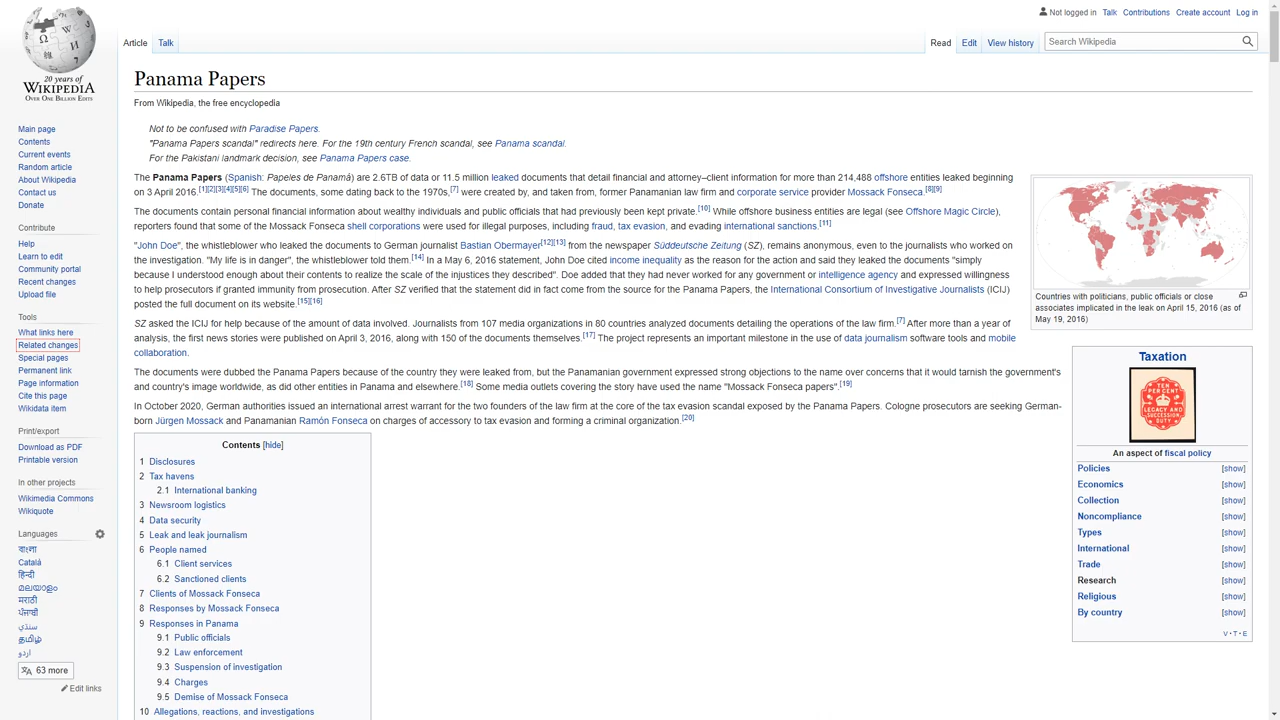 Not logged in Talk Contributions Create account Log in
Article Talk Read Edit View history Search Wikipedia
20 years of
WIKIPEDIA
Over One Billion Edits
Main page
Contents
Current events
Random article
About Wikipedia
Contact us
Donate
Contribute
Help
Learn to edit
Community portal
Recent changes
Upload file
Tools
What links here
Related changes
Special pages
Permanent link
Page information
Cite this page
Wikidata item
Print/export
Download as PDF
Printable version
In other projects
Wikimedia Commons
Wikiquote
Languages
বাংলা
Català
हिन्दी
മലയാളം
मराठी
ਪੰਜਾਬੀ
سنڌي
தமிழ்
اردو
63 more
Edit links
Panama Papers
From Wikipedia, the free encyclopedia
Not to be confused with Paradise Papers.
"Panama Papers scandal" redirects here. For the 19th century French scandal, see Panama scandal.
For the Pakistani landmark decision, see Panama Papers case.
The Panama Papers (Spanish: Papeles de Panamá) are 2.6TB of data or 11.5 million leaked documents that detail financial and attorney–client information for more than 214,488 offshore entities leaked beginning
on 3 April 2016.[1][2][3][4][5][6] The documents, some dating back to the 1970s,[7] were created by, and taken from, former Panamanian law firm and corporate service provider Mossack Fonseca.[8][9]
The documents contain personal financial information about wealthy individuals and public officials that had previously been kept private.[10] While offshore business entities are legal (see Offshore Magic Circle),
reporters found that some of the Mossack Fonseca shell corporations were used for illegal purposes, including fraud, tax evasion, and evading international sanctions.[11]
"John Doe", the whistleblower who leaked the documents to German journalist Bastian Obermayer[12][13] from the newspaper Süddeutsche Zeitung (SZ), remains anonymous, even to the journalists who worked on
the investigation. "My life is in danger", the whistleblower told them.[14] In a May 6, 2016 statement, John Doe cited income inequality as the reason for the action and said they leaked the documents "simply
because I understood enough about their contents to realize the scale of the injustices they described". Doe added that they had never worked for any government or intelligence agency and expressed willingness
to help prosecutors if granted immunity from prosecution. After SZ verified that the statement did in fact come from the source for the Panama Papers, the International Consortium of Investigative Journalists (ICIJ)
posted the full document on its website.[15][16]
SZ asked the ICIJ for help because of the amount of data involved. Journalists from 107 media organizations in 80 countries analyzed documents detailing the operations of the law firm.[7] After more than a year of
analysis, the first news stories were published on April 3, 2016, along with 150 of the documents themselves.[17] The project represents an important milestone in the use of data journalism software tools and mobile
collaboration.
The documents were dubbed the Panama Papers because of the country they were leaked from, but the Panamanian government expressed strong objections to the name over concerns that it would tarnish the government's
and country's image worldwide, as did other entities in Panama and elsewhere.[18] Some media outlets covering the story have used the name "Mossack Fonseca papers".[19]
In October 2020, German authorities issued an international arrest warrant for the two founders of the law firm at the core of the tax evasion scandal exposed by the Panama Papers. Cologne prosecutors are seeking German-
born Jürgen Mossack and Panamanian Ramón Fonseca on charges of accessory to tax evasion and forming a criminal organization.[20]
Contents [hide]
1 Disclosures
2 Tax havens
2.1 International banking
3 Newsroom logistics
4 Data security
5 Leak and leak journalism
6 People named
6.1 Client services
6.2 Sanctioned clients
7 Clients of Mossack Fonseca
8 Responses by Mossack Fonseca
9 Responses in Panama
9.1 Public officials
9.2 Law enforcement
9.3 Suspension of investigation
9.4 Charges
9.5 Demise of Mossack Fonseca
10 Allegations, reactions, and investigations
Countries with politicians, public officials or close
associates implicated in the leak on April 15, 2016 (as of
May 19, 2016)
Taxation
TEN
PER CENT
LEGACY AND
SUCCESSION
DUTY
An aspect of fiscal policy
Policies [show]
Economics [show]
Collection [show]
Noncompliance [show]
Types [show]
International [show]
Trade [show]
Research [show]
Religious [show]
By country [show]
V · T · E